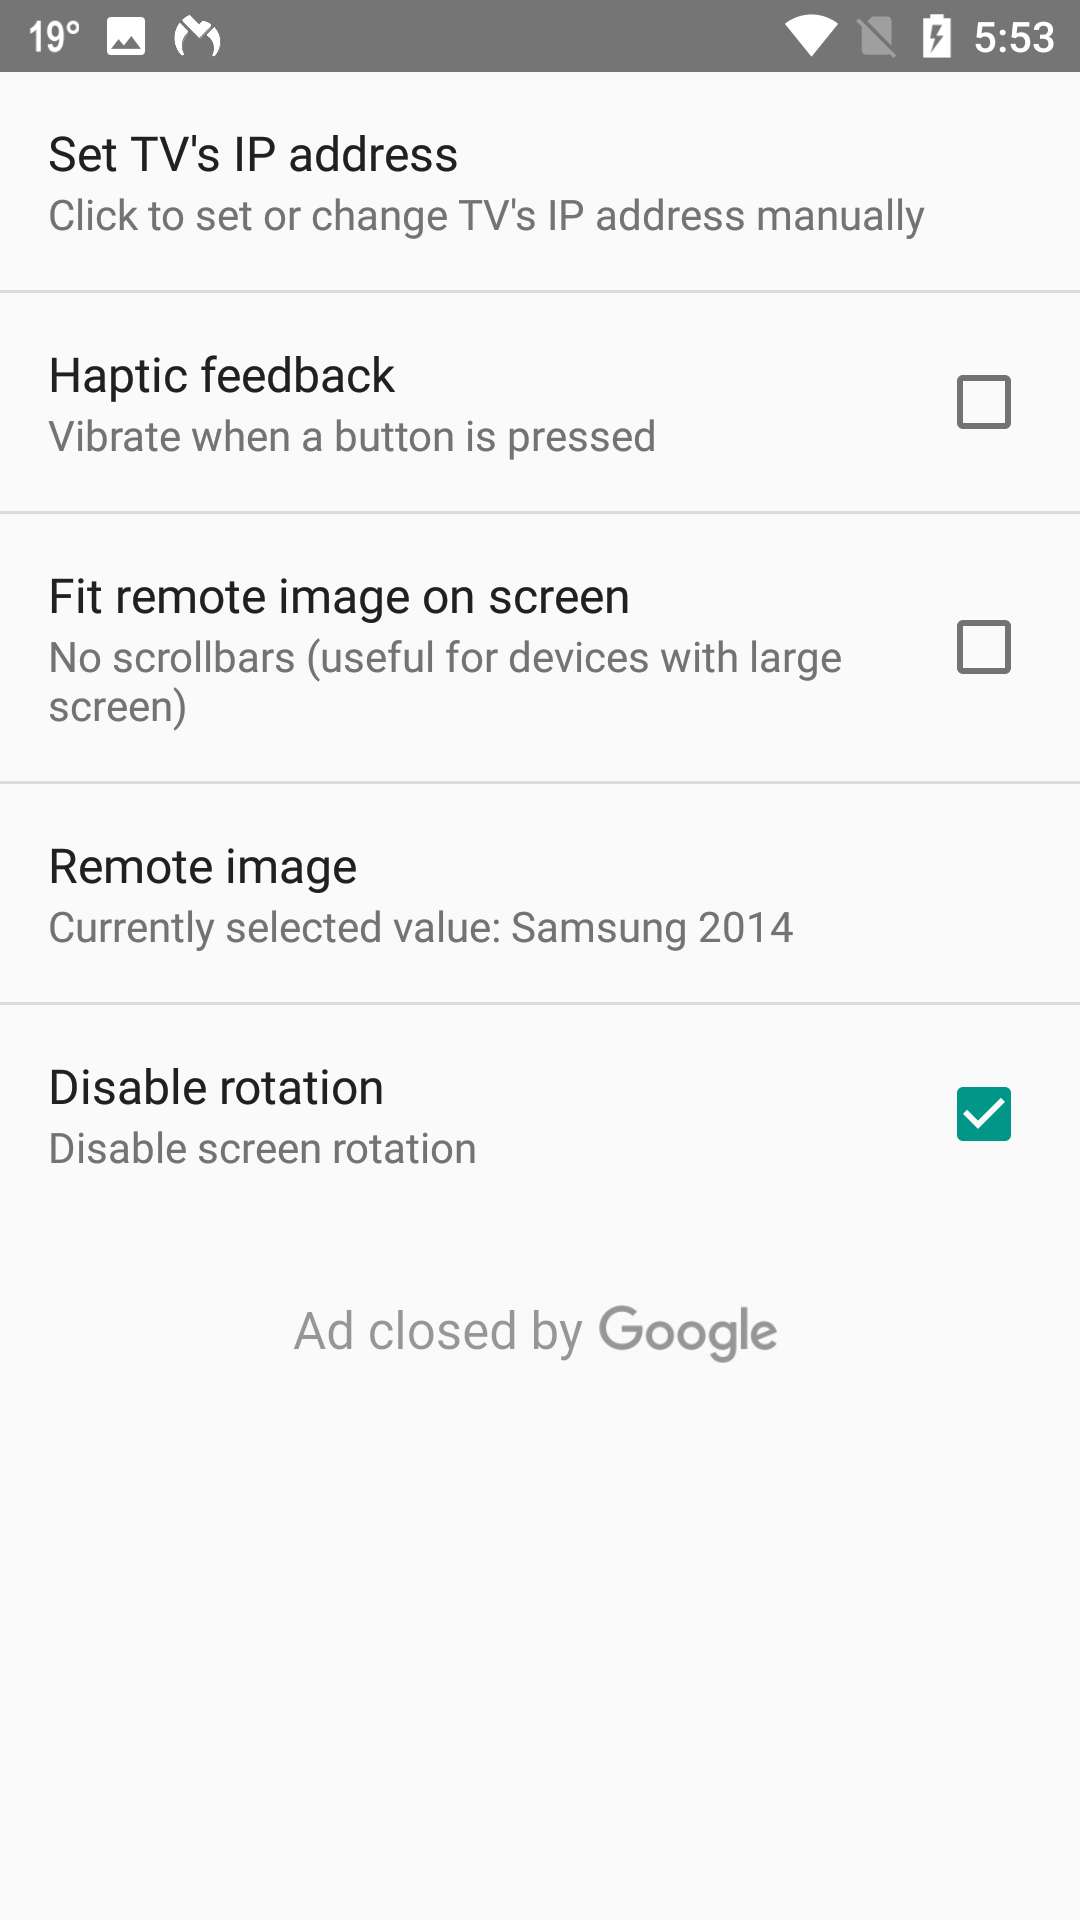 19° 5:53
Set TV's IP address
Click to set or change TV's IP address manually
Haptic feedback
Vibrate when a button is pressed
Fit remote image on screen
No scrollbars (useful for devices with large
screen)
Remote image
Currently selected value: Samsung 2014
Disable rotation
Disable screen rotation
Ad closed by Google